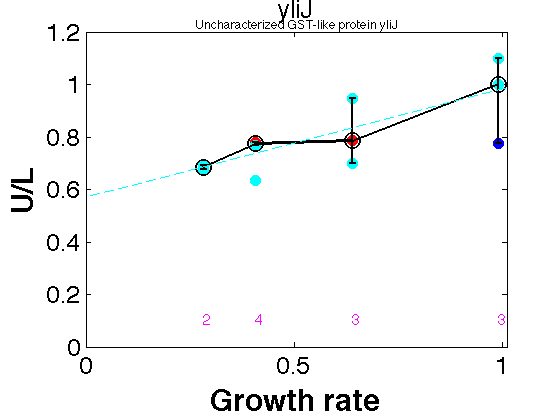 yliJ
Uncharacterized GST-like protein yliJ
1.2
1
0.8
0.6
0.4
0.2
0
U/L
2 4 3 3
0 0.5 1
Growth rate